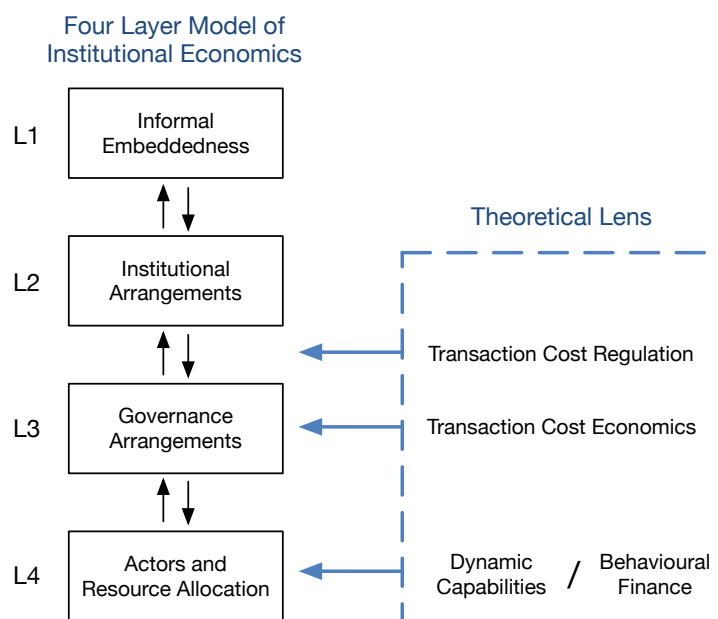 Four Layer Model of
Institutional Economics
L1
Informal
Embeddedness
Theoretical Lens
L2
Institutional
Arrangements
Transaction Cost Regulation
L3
Governance
Arrangements
Transaction Cost Economics
L4
Actors and
Resource Allocation
Dynamic
Capabilities
/
Behavioural
Finance